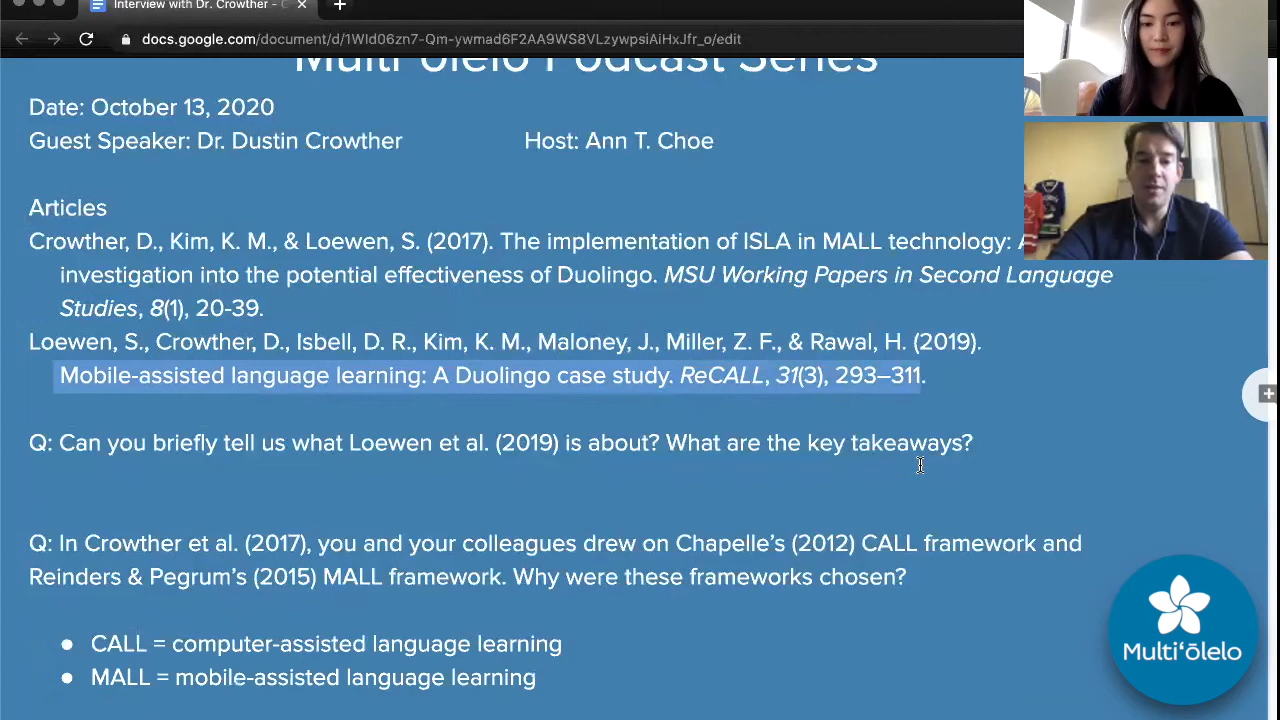 Interview with Dr. Crowther -
docs.google.com/document/d/1WId06zn7-Qm-ywmad6F2AA9WS8VLzywpsiAiHxJfr_o/edit
Multiʻōlelo Podcast Series
Date: October 13, 2020
Guest Speaker: Dr. Dustin Crowther Host: Ann T. Choe
Articles
Crowther, D., Kim, K. M., & Loewen, S. (2017). The implementation of ISLA in MALL technology:
investigation into the potential effectiveness of Duolingo. MSU Working Papers in Second Language
Studies, 8(1), 20-39.
Loewen, S., Crowther, D., Isbell, D. R., Kim, K. M., Maloney, J., Miller, Z. F., & Rawal, H. (2019).
Mobile-assisted language learning: A Duolingo case study. ReCALL, 31(3), 293–311.
Q: Can you briefly tell us what Loewen et al. (2019) is about? What are the key takeaways?
Q: In Crowther et al. (2017), you and your colleagues drew on Chapelle’s (2012) CALL framework and
Reinders & Pegrum’s (2015) MALL framework. Why were these frameworks chosen?
● CALL = computer-assisted language learning
● MALL = mobile-assisted language learning
Multiʻōlelo